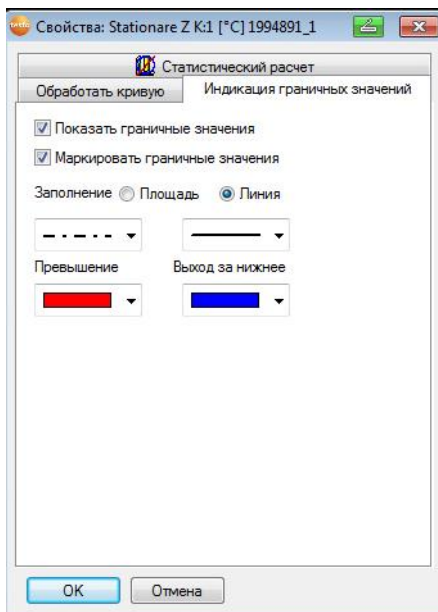 testo Свойства: Stationare Z K:1 [°C] 1994891_1
Статистический расчет
Обработать кривую Индикация граничных значений
Показать граничные значения
Маркировать граничные значения
Заполнение Площадь Линия
Превышение Выход за нижнее
OK Отмена